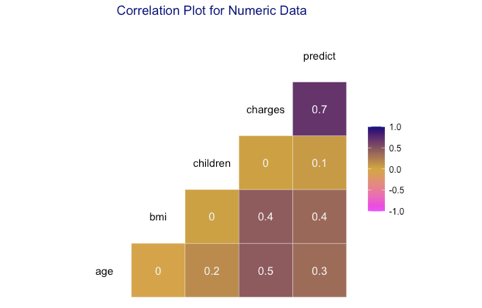 Correlation Plot for Numeric Data
predict
charges 0.7
children 0 0.1
bmi 0 0.4 0.4
age 0 0.2 0.5 0.3
1.0
0.5
0.0
-0.5
-1.0